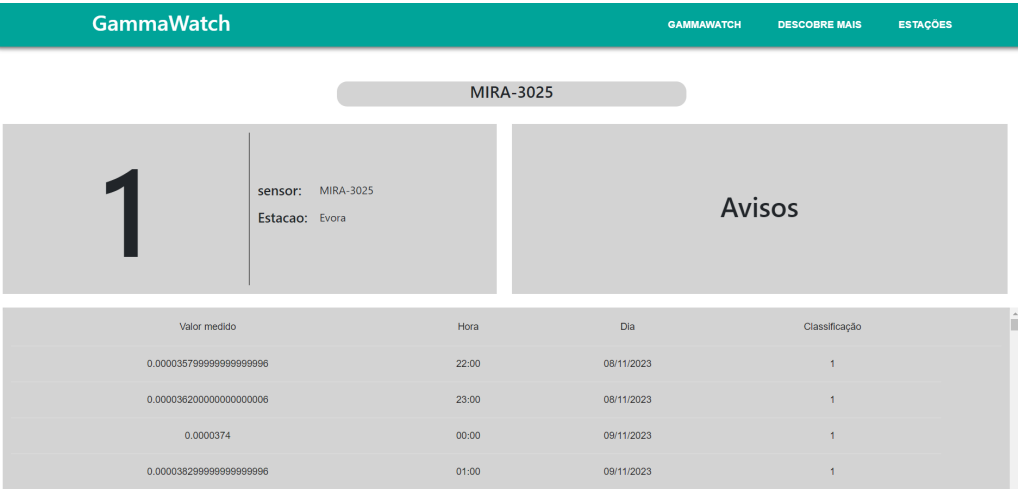 GammaWatch GAMMAWATCH DESCOBRE MAIS ESTAÇÕES
MIRA-3025
1
sensor: MIRA-3025
Estacao: Evora
Avisos
Valor medido Hora Dia Classificação
0.000035799999999999996 22:00 08/11/2023 1
0.000036200000000000006 23:00 08/11/2023 1
0.0000374 00:00 09/11/2023 1
0.000038299999999999996 01:00 09/11/2023 1